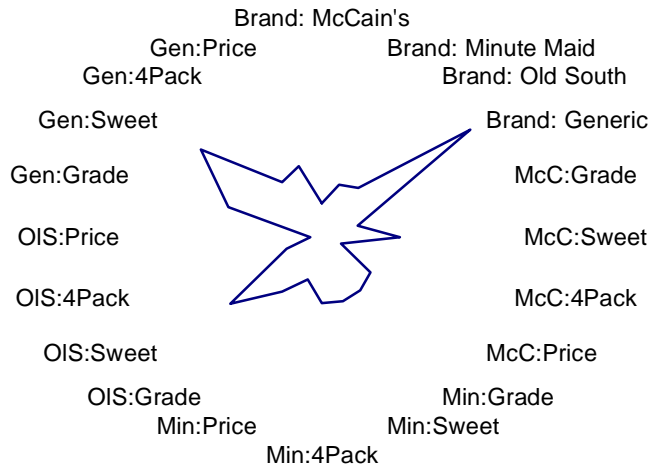 Brand: McCain's
Gen:Price
Brand: Minute Maid
Gen:4Pack
Brand: Old South
Gen:Sweet
Brand: Generic
Gen:Grade
McC:Grade
OlS:Price
McC:Sweet
OlS:4Pack
McC:4Pack
OlS:Sweet
McC:Price
OlS:Grade
Min:Grade
Min:Price
Min:Sweet
Min:4Pack